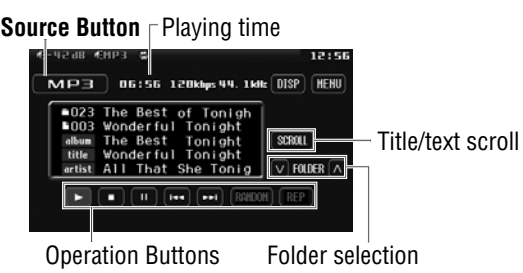 Source Button Playing time
-42dB MP3 12:56
MP3 06:56 128kbps 44.1kHz DISP MENU
023 The Best of Tonigh
003 Wonderful Tonight
album The Best Tonight SCROLL Title/text scroll
title Wonderful Tonight
artist All That She Tonig FOLDER
RANDOM REP
Operation Buttons Folder selection